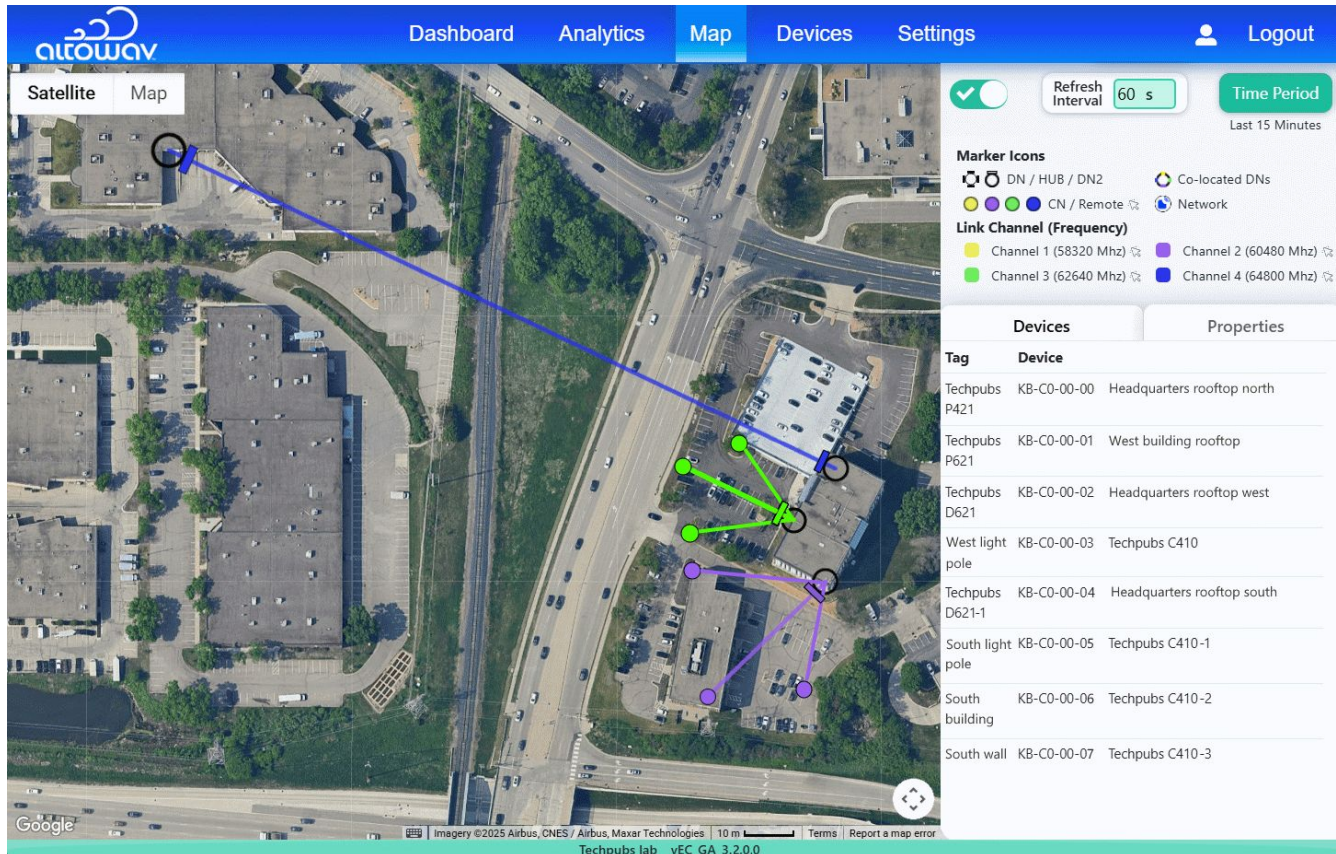 altowav
Dashboard Analytics Map Devices Settings Logout
Satellite Map
Refresh Interval 60 s Time Period
Last 15 Minutes
Marker Icons
DN / HUB / DN2 Co-located DNs
CN / Remote Network
Link Channel (Frequency)
Channel 1 (58320 Mhz) Channel 2 (60480 Mhz)
Channel 3 (62640 Mhz) Channel 4 (64800 Mhz)
Devices Properties
Tag Device
Techpubs P421 KB-C0-00-00 Headquarters rooftop north
Techpubs P621 KB-C0-00-01 West building rooftop
Techpubs D621 KB-C0-00-02 Headquarters rooftop west
West light pole KB-C0-00-03 Techpubs C410
Techpubs D621-1 KB-C0-00-04 Headquarters rooftop south
South light pole KB-C0-00-05 Techpubs C410-1
South building KB-C0-00-06 Techpubs C410-2
South wall KB-C0-00-07 Techpubs C410-3
Google Imagery ©2025 Airbus, CNES / Airbus, Maxar Technologies 10 m Terms Report a map error
Techpubs lab vEC_GA_3.2.0.0